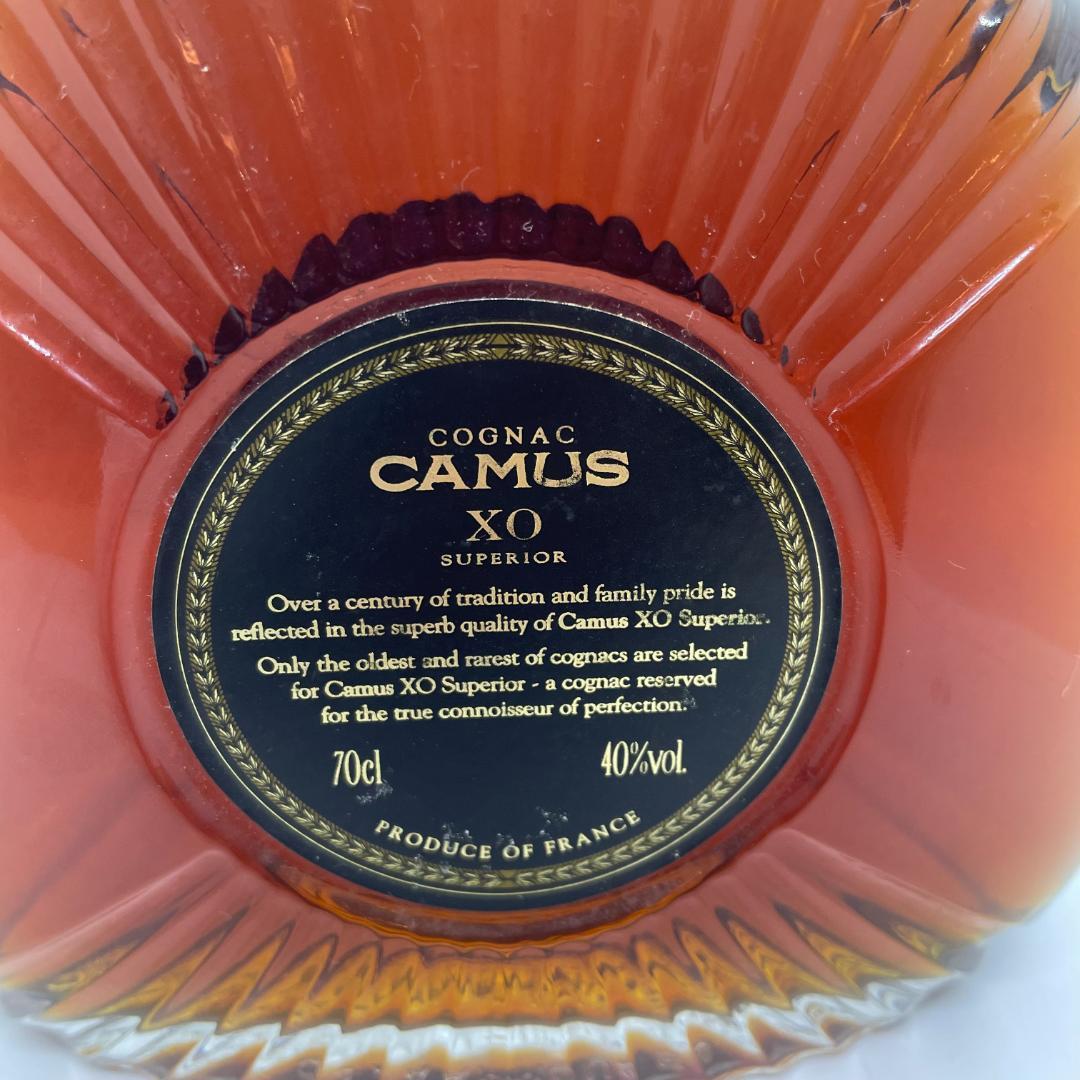 COGNAC
CAMUS
XO
SUPERIOR
Over a century of tradition and family pride is
reflected in the superb quality of Camus XO Superior.
Only the oldest and rarest of cognacs are selected
for Camus XO Superior - a cognac reserved
for the true connoisseur of perfection.
70cl 40%vol.
PRODUCE OF FRANCE